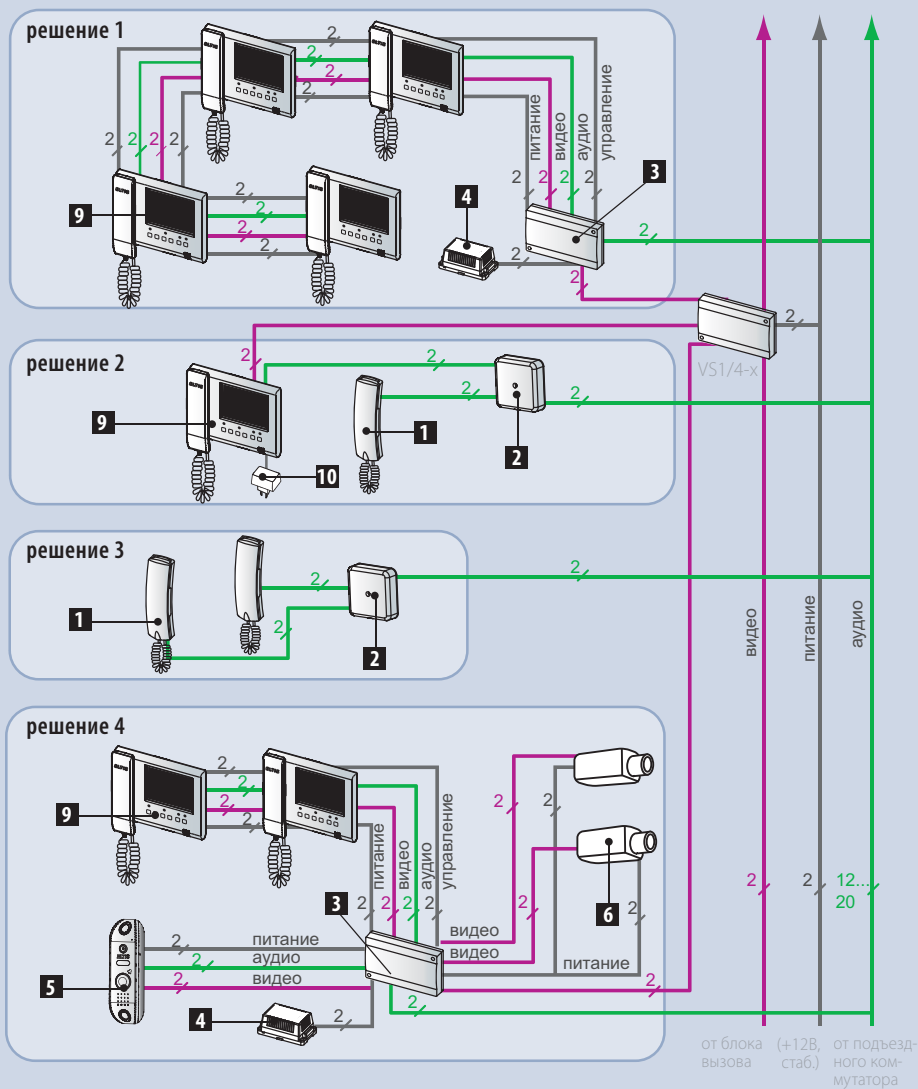 решение 1
2
2
2
2
2
2
2
2
питание
видео
аудио
управление
2
2
2
2
3
4
9
2
2
2
2
2
2
2
VS1/4-x
2
решение 2
2
2
2
2
9
1
2
10
решение 3
2
2
2
1
2
видео
питание
аудио
решение 4
2
2
2
2
9
питание
видео
аудио
управление
2
2
2
2
3
2
2
2
2
6
видео
видео
питание
2
питание
2
аудио
2
видео
5
4
2
2
2
2
12...
20
от блока
вызова
(+12В,
стаб.)
от подъезд-
ного ком-
мутатора